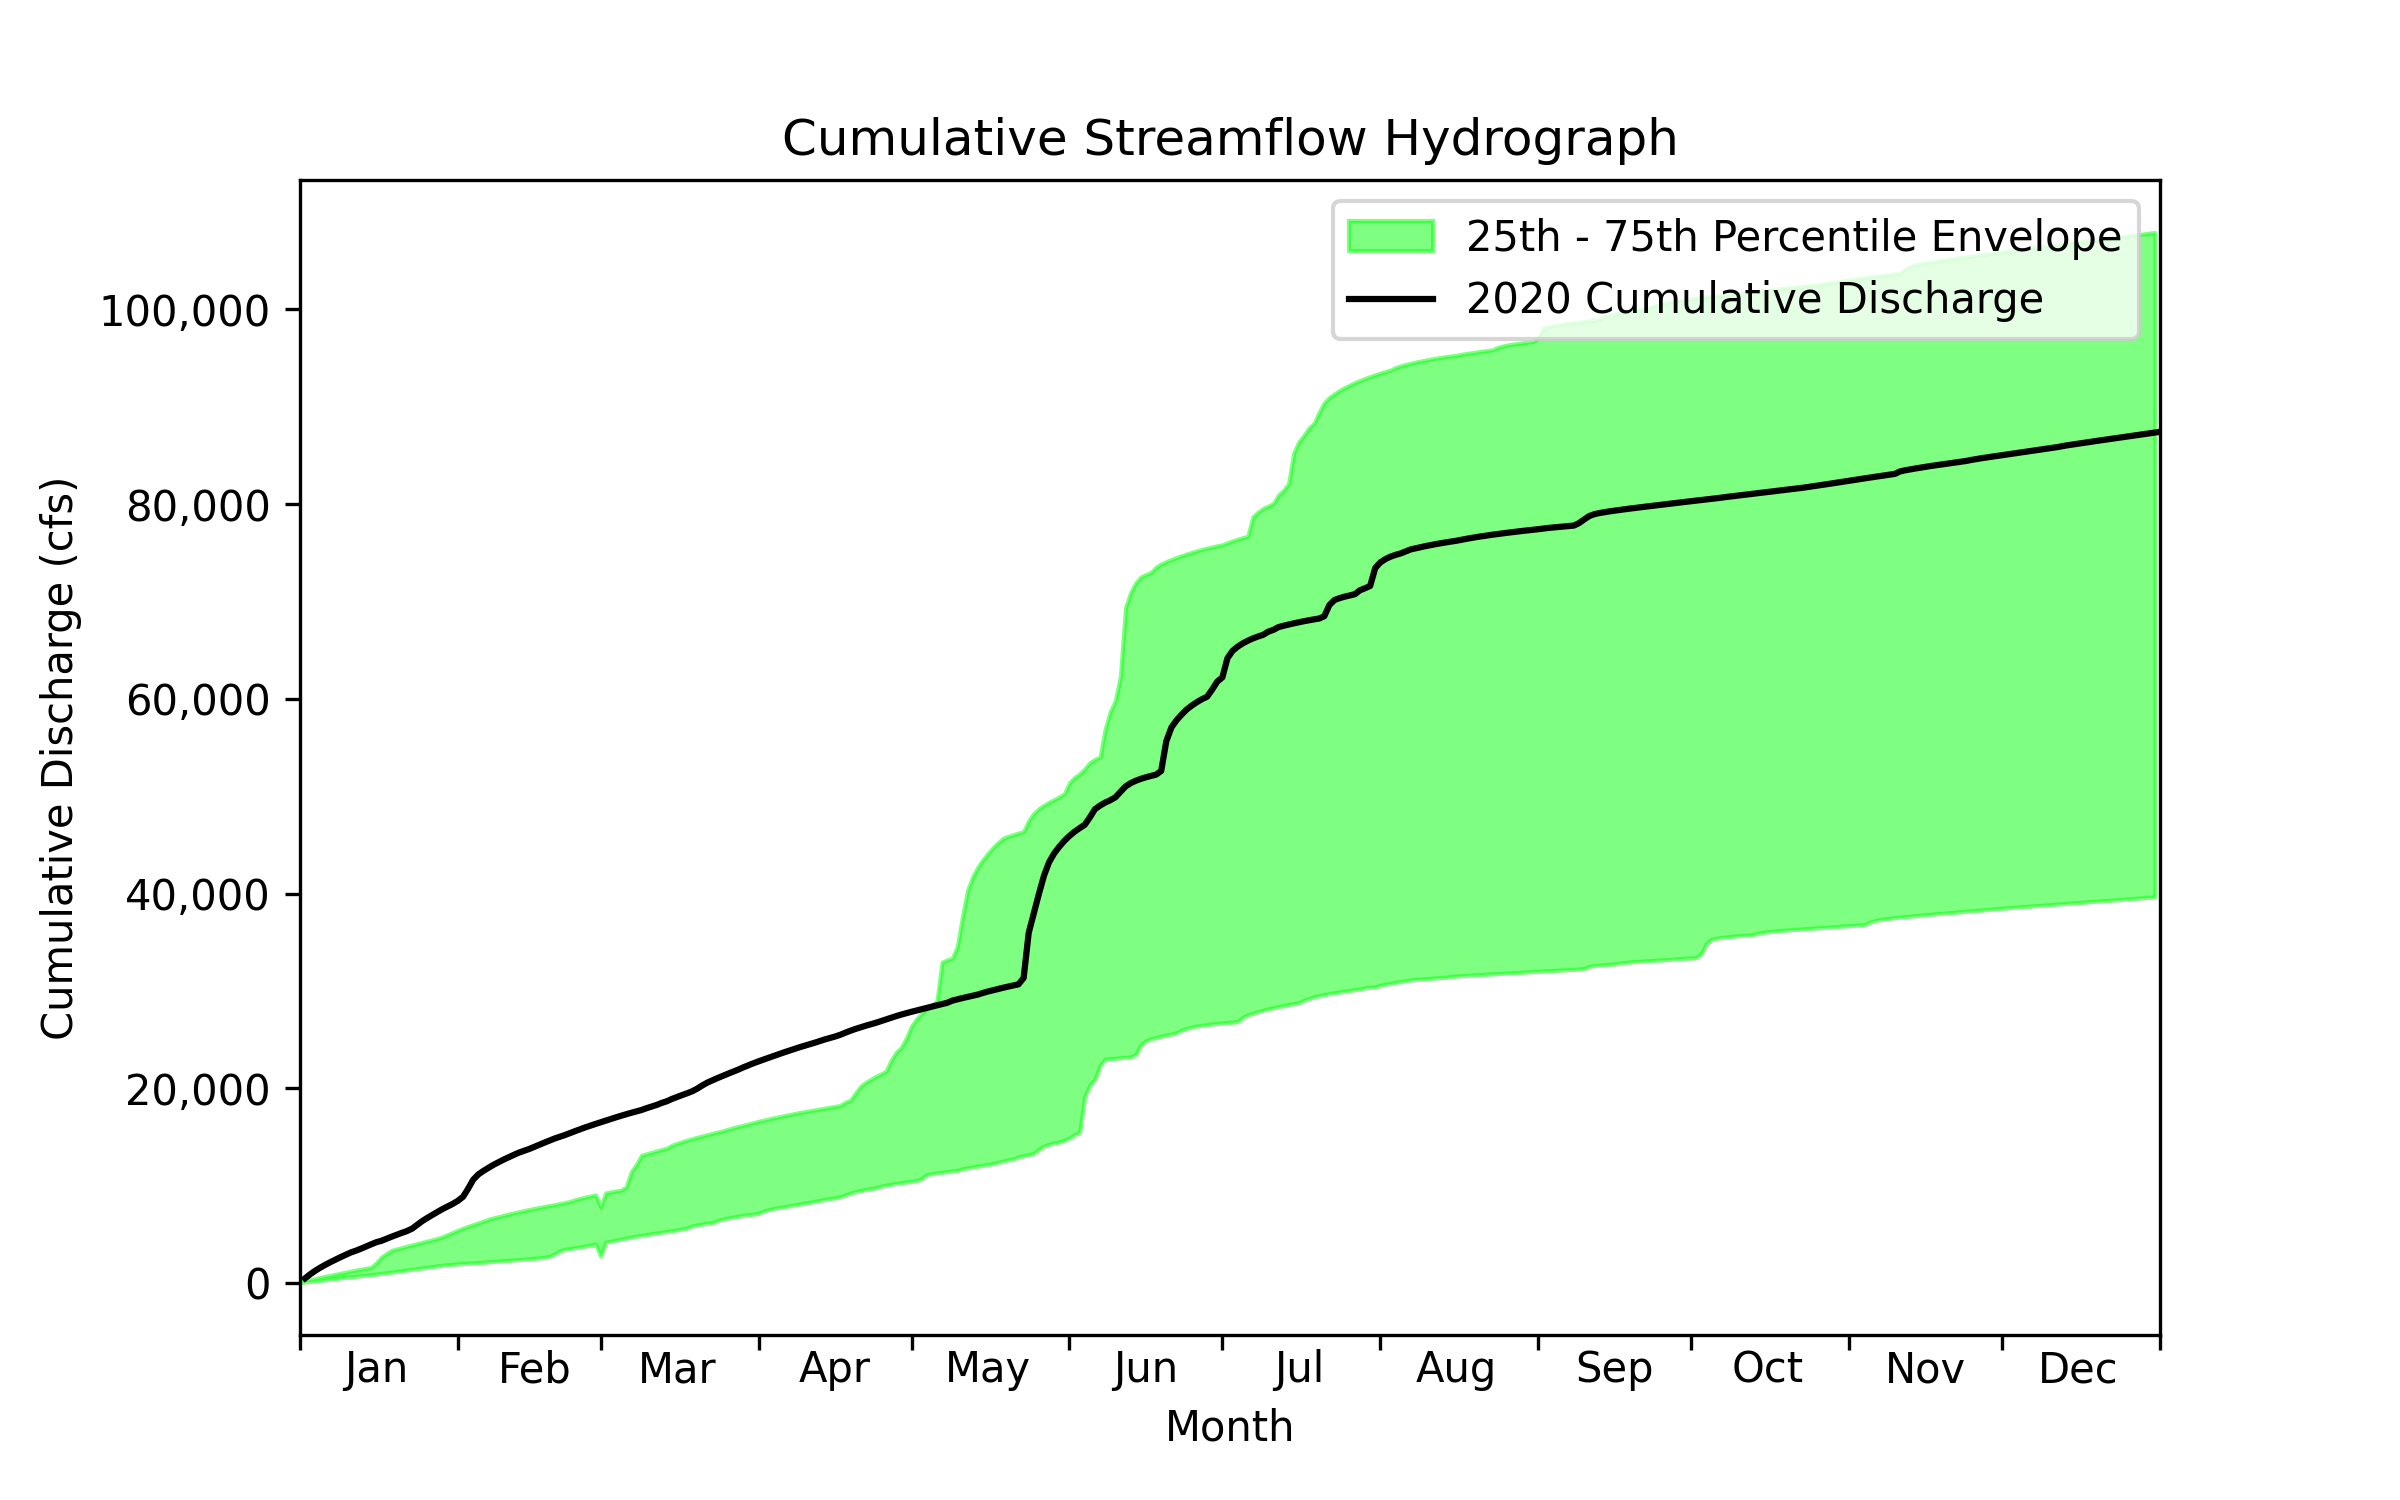 Cumulative Streamflow Hydrograph
25th - 75th Percentile Envelope
2020 Cumulative Discharge
Cumulative Discharge (cfs)
100,000
80,000
60,000
40,000
20,000
0
Jan Feb Mar Apr May Jun Jul Aug Sep Oct Nov Dec
Month